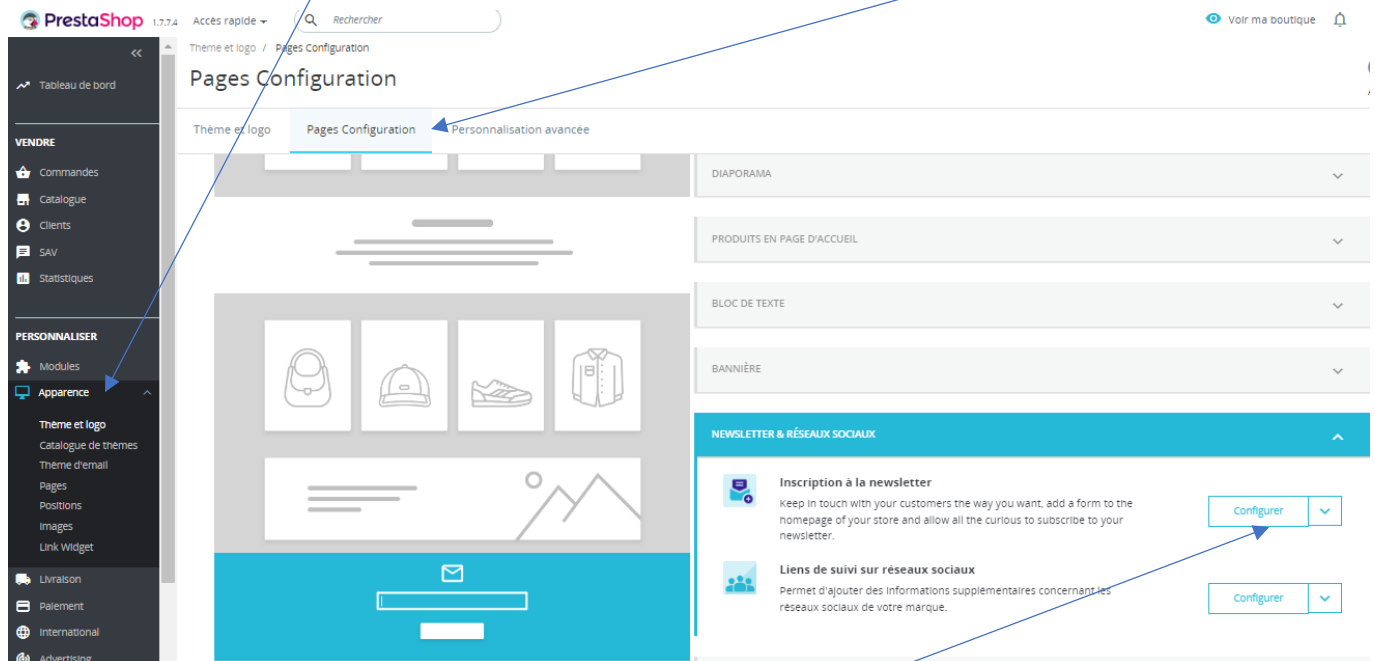 PrestaShop 1.7.7.4 Accès rapide Rechercher Voir ma boutique
Thème et logo / Pages Configuration
Pages Configuration
Thème et logo Pages Configuration Personnalisation avancée
Tableau de bord
VENDRE
Commandes
Catalogue
Clients
SAV
Statistiques
PERSONNALISER
Modules
Apparence
Thème et logo
Catalogue de thèmes
Thème d'email
Pages
Positions
Images
Link Widget
Livraison
Paiement
International
Advertising
DIAPORAMA
PRODUITS EN PAGE D'ACCUEIL
BLOC DE TEXTE
BANNIÈRE
NEWSLETTER & RÉSEAUX SOCIAUX
Inscription à la newsletter
Keep in touch with your customers the way you want, add a form to the
homepage of your store and allow all the curious to subscribe to your
newsletter.
Configurer
Liens de suivi sur réseaux sociaux
Permet d'ajouter des informations supplémentaires concernant les
réseaux sociaux de votre marque.
Configurer